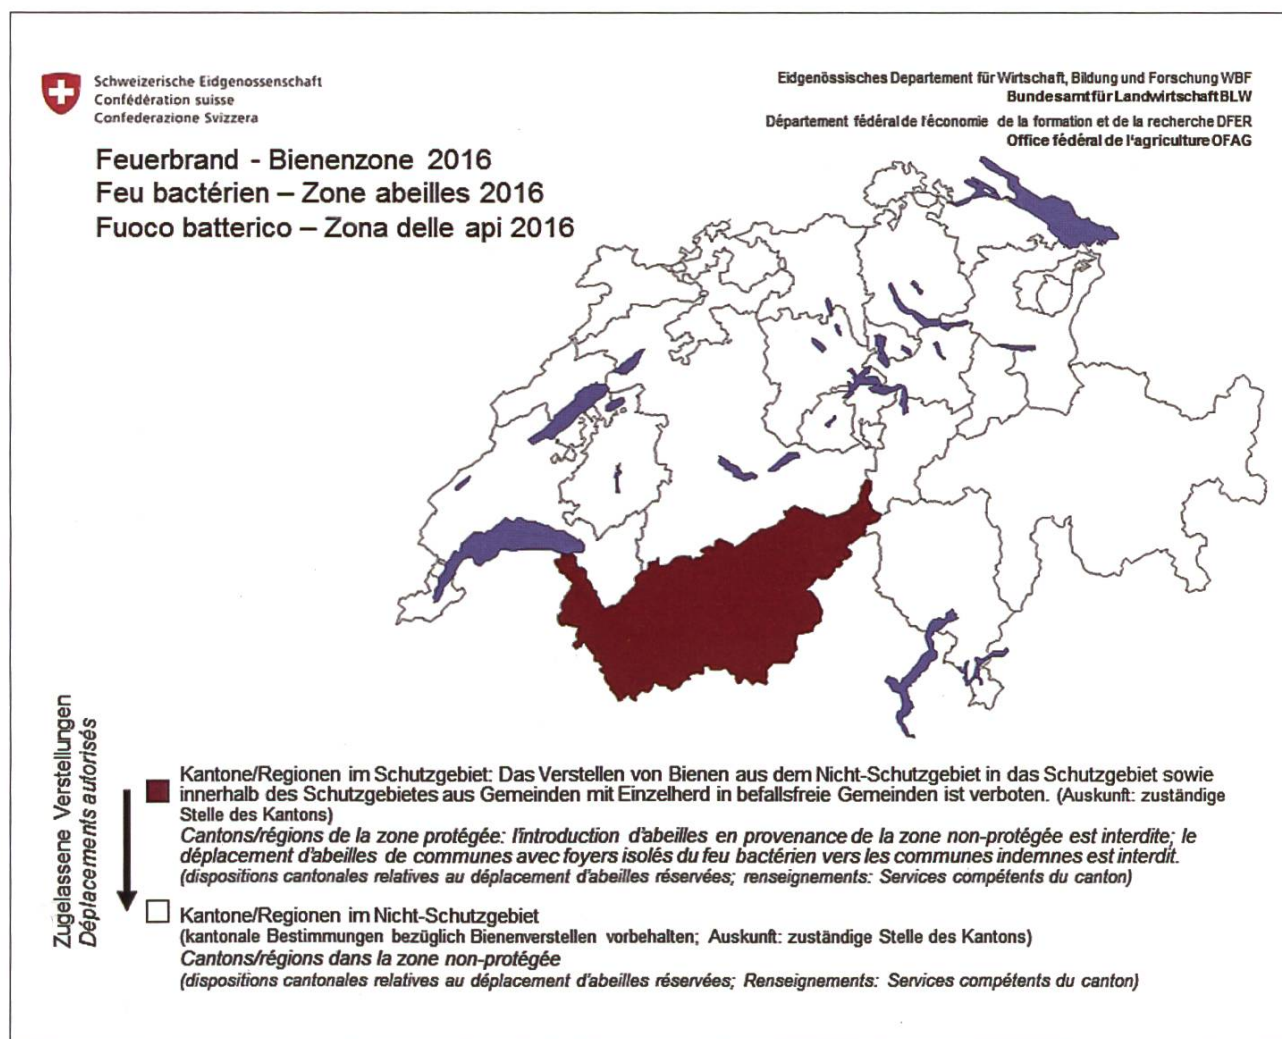 Schweizerische Eidgenossenschaft
Confédération suisse
Confederazione Svizzera
Eidgenössisches Departement für Wirtschaft, Bildung und Forschung WBF
Bundesamt für Landwirtschaft BLW
Département fédéral de l'économie de la formation et de la recherche DFER
Office fédéral de l'agriculture OFAG
Feuerbrand - Bienenzone 2016
Feu bactérien – Zone abeilles 2016
Fuoco batterico – Zona delle api 2016
Zugelassene Verstellungen
Déplacements autorisés
Kantone/Regionen im Schutzgebiet: Das Verstellen von Bienen aus dem Nicht-Schutzgebiet in das Schutzgebiet sowie
innerhalb des Schutzgebietes aus Gemeinden mit Einzelherd in befallsfreie Gemeinden ist verboten. (Auskunft: zuständige
Stelle des Kantons)
Cantons/régions de la zone protégée: l'introduction d'abeilles en provenance de la zone non-protégée est interdite; le
déplacement d'abeilles de communes avec foyers isolés du feu bactérien vers les communes indemnes est interdit.
(dispositions cantonales relatives au déplacement d'abeilles réservées; renseignements: Services compétents du canton)
Kantone/Regionen im Nicht-Schutzgebiet
(kantonale Bestimmungen bezüglich Bienenverstellen vorbehalten; Auskunft: zuständige Stelle des Kantons)
Cantons/régions dans la zone non-protégée
(dispositions cantonales relatives au déplacement d'abeilles réservées; Renseignements: Services compétents du canton)